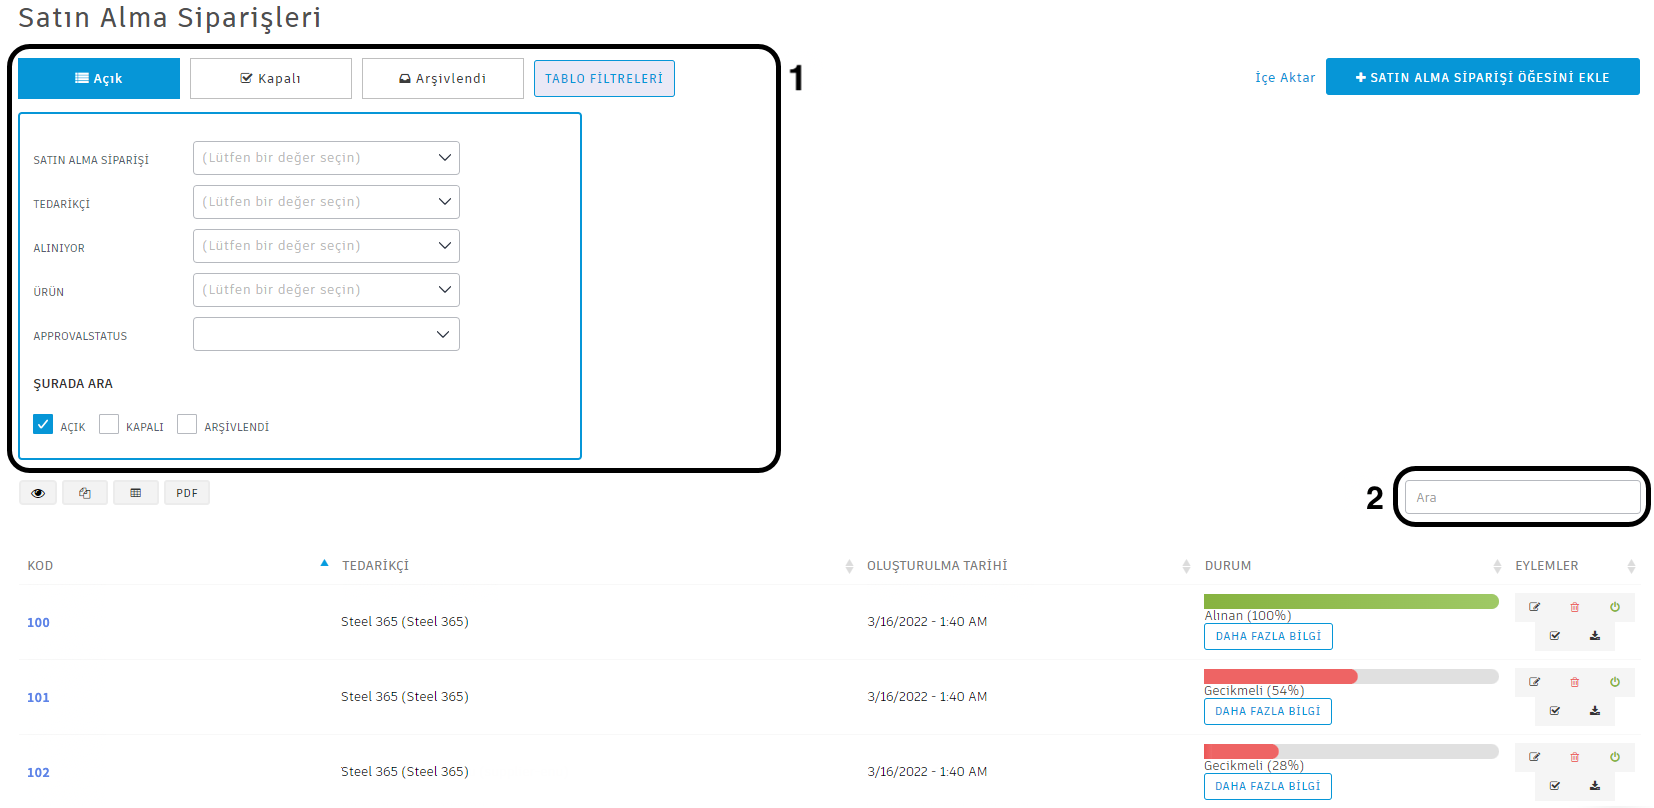 Satın Alma Siparişleri
Açık
Kapalı
Arşivlendi
TABLO FİLTRELERİ
1
İçe Aktar
SATIN ALMA SİPARİŞİ ÖĞESİNİ EKLE
SATIN ALMA SİPARİŞİ (Lütfen bir değer seçin)
TEDARİKÇİ (Lütfen bir değer seçin)
ALINIYOR (Lütfen bir değer seçin)
ÜRÜN (Lütfen bir değer seçin)
APPROVALSTATUS
ŞURADA ARA
AÇIK KAPALI ARŞİVLENDİ
PDF
2
Ara
KOD TEDARİKÇİ OLUŞTURULMA TARİHİ DURUM EYLEMLER
100 Steel 365 (Steel 365) 3/16/2022 - 1:40 AM Alınan (100%)
DAHA FAZLA BİLGİ
101 Steel 365 (Steel 365) 3/16/2022 - 1:40 AM Gecikmeli (54%)
DAHA FAZLA BİLGİ
102 Steel 365 (Steel 365) 3/16/2022 - 1:40 AM Gecikmeli (28%)
DAHA FAZLA BİLGİ